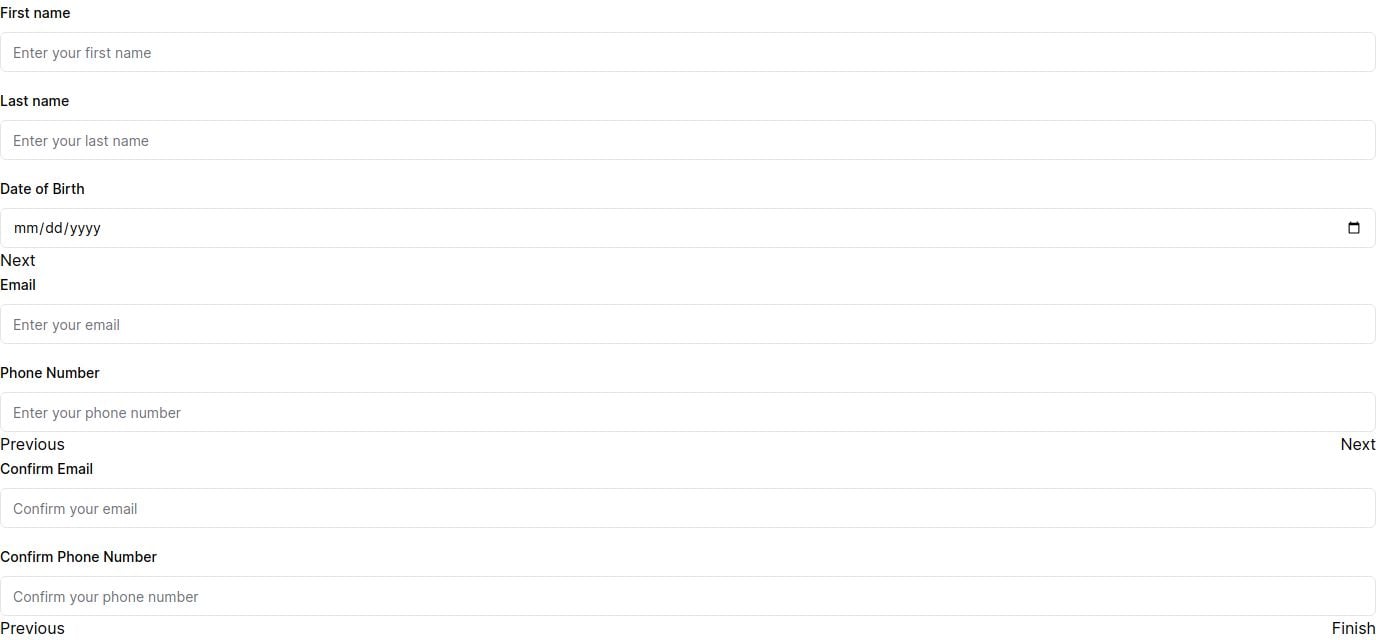 First name
Enter your first name
Last name
Enter your last name
Date of Birth
mm/dd/yyyy
Next
Email
Enter your email
Phone Number
Enter your phone number
Previous Next
Confirm Email
Confirm your email
Confirm Phone Number
Confirm your phone number
Previous Finish